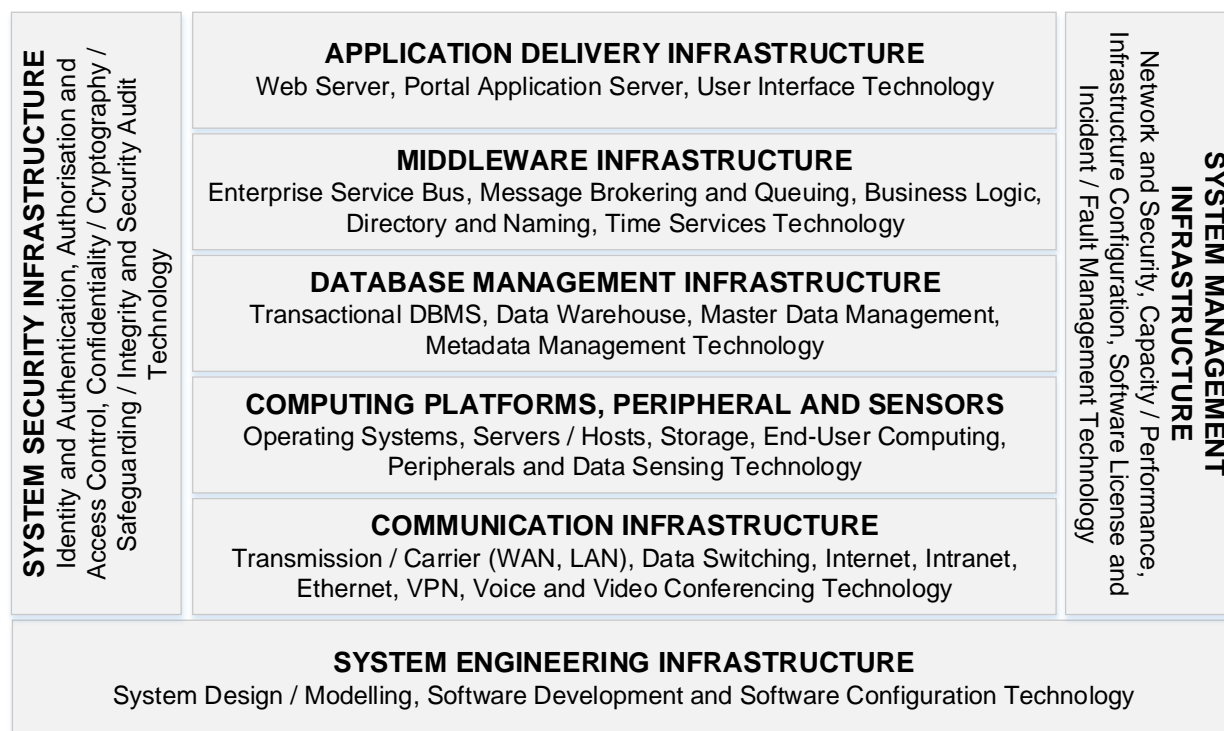 SYSTEM SECURITY INFRASTRUCTURE
Identity and Authentication, Authorisation and
Access Control, Confidentiality / Cryptography /
Safeguarding / Integrity and Security Audit
Technology
APPLICATION DELIVERY INFRASTRUCTURE
Web Server, Portal Application Server, User Interface Technology
MIDDLEWARE INFRASTRUCTURE
Enterprise Service Bus, Message Brokering and Queuing, Business Logic,
Directory and Naming, Time Services Technology
DATABASE MANAGEMENT INFRASTRUCTURE
Transactional DBMS, Data Warehouse, Master Data Management,
Metadata Management Technology
COMPUTING PLATFORMS, PERIPHERAL AND SENSORS
Operating Systems, Servers / Hosts, Storage, End-User Computing,
Peripherals and Data Sensing Technology
COMMUNICATION INFRASTRUCTURE
Transmission / Carrier (WAN, LAN), Data Switching, Internet, Intranet,
Ethernet, VPN, Voice and Video Conferencing Technology
SYSTEM MANAGEMENT
INFRASTRUCTURE
Network and Security, Capacity / Performance,
Infrastructure Configuration, Software License and
Incident / Fault Management Technology
SYSTEM ENGINEERING INFRASTRUCTURE
System Design / Modelling, Software Development and Software Configuration Technology